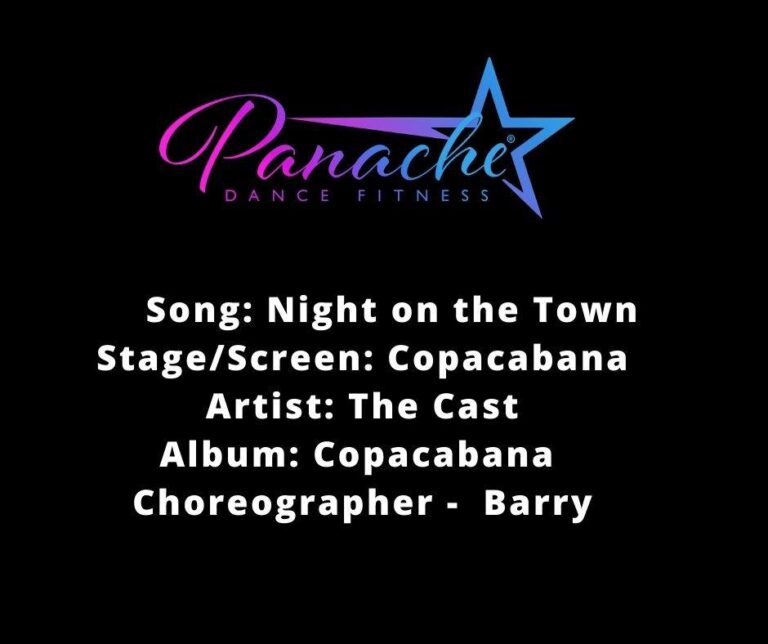 Panache®
DANCE FITNESS
Song: Night on the Town
Stage/Screen: Copacabana
Artist: The Cast
Album: Copacabana
Choreographer - Barry